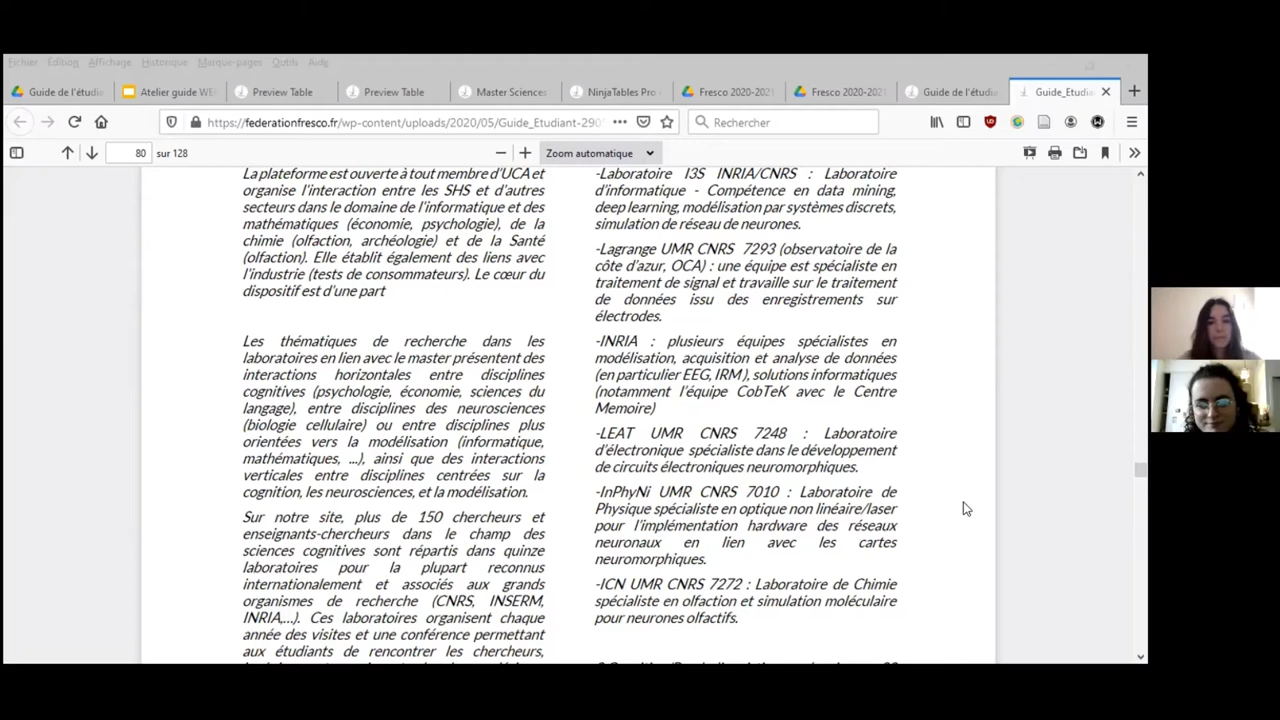 Fichier Édition Affichage Historique Marque-pages Outils Aide
Guide de l'étudia
Atelier guide WEI
Preview Table
Preview Table
Master Sciences
NinjaTables Pro
Fresco 2020-2021
Fresco 2020-2021
Guide de l'étudia
Guide_Etudian
https://federationfresco.fr/wp-content/uploads/2020/05/Guide_Etudiant-290
Rechercher
80 sur 128
Zoom automatique
La plateforme est ouverte à tout membre d'UCA et
organise l'interaction entre les SHS et d'autres
secteurs dans le domaine de l'informatique et des
mathématiques (économie, psychologie), de la
chimie (olfaction, archéologie) et de la Santé
(olfaction). Elle établit également des liens avec
l'industrie (tests de consommateurs). Le cœur du
dispositif est d'une part
Les thématiques de recherche dans les
laboratoires en lien avec le master présentent des
interactions horizontales entre disciplines
cognitives (psychologie, économie, sciences du
langage), entre disciplines des neurosciences
(biologie cellulaire) ou entre disciplines plus
orientées vers la modélisation (informatique,
mathématiques, ...), ainsi que des interactions
verticales entre disciplines centrées sur la
cognition, les neurosciences, et la modélisation.
Sur notre site, plus de 150 chercheurs et
enseignants-chercheurs dans le champ des
sciences cognitives sont répartis dans quinze
laboratoires pour la plupart reconnus
internationalement et associés aux grands
organismes de recherche (CNRS, INSERM,
INRIA,...). Ces laboratoires organisent chaque
année des visites et une conférence permettant
aux étudiants de rencontrer les chercheurs,
-Laboratoire I3S INRIA/CNRS : Laboratoire
d'informatique - Compétence en data mining,
deep learning, modélisation par systèmes discrets,
simulation de réseau de neurones.
-Lagrange UMR CNRS 7293 (observatoire de la
côte d'azur, OCA) : une équipe est spécialiste en
traitement de signal et travaille sur le traitement
de données issu des enregistrements sur
électrodes.
-INRIA : plusieurs équipes spécialistes en
modélisation, acquisition et analyse de données
(en particulier EEG, IRM), solutions informatiques
(notamment l'équipe CobTeK avec le Centre
Memoire)
-LEAT UMR CNRS 7248 : Laboratoire
d'électronique spécialiste dans le développement
de circuits électroniques neuromorphiques.
-InPhyNi UMR CNRS 7010 : Laboratoire de
Physique spécialiste en optique non linéaire/laser
pour l'implémentation hardware des réseaux
neuronaux en lien avec les cartes
neuromorphiques.
-ICN UMR CNRS 7272 : Laboratoire de Chimie
spécialiste en olfaction et simulation moléculaire
pour neurones olfactifs.